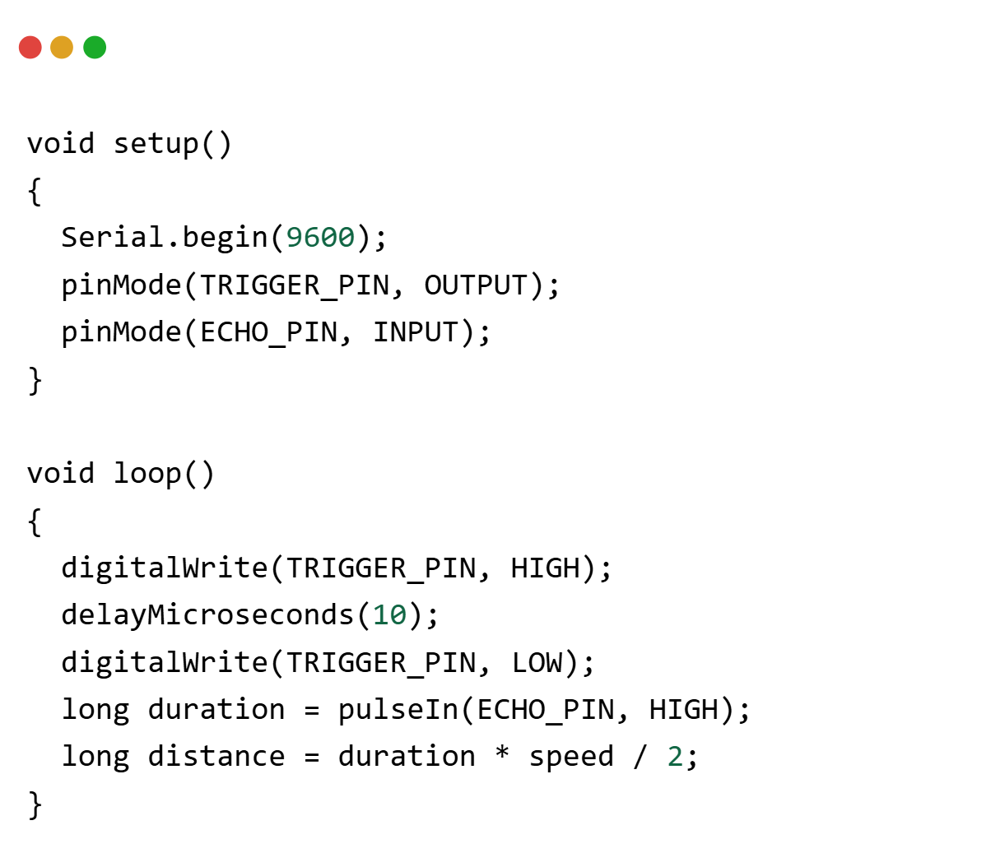 void setup()
{
  Serial.begin(9600);
  pinMode(TRIGGER_PIN, OUTPUT);
  pinMode(ECHO_PIN, INPUT);
}

void loop()
{
  digitalWrite(TRIGGER_PIN, HIGH);
  delayMicroseconds(10);
  digitalWrite(TRIGGER_PIN, LOW);
  long duration = pulseIn(ECHO_PIN, HIGH);
  long distance = duration * speed / 2;
}